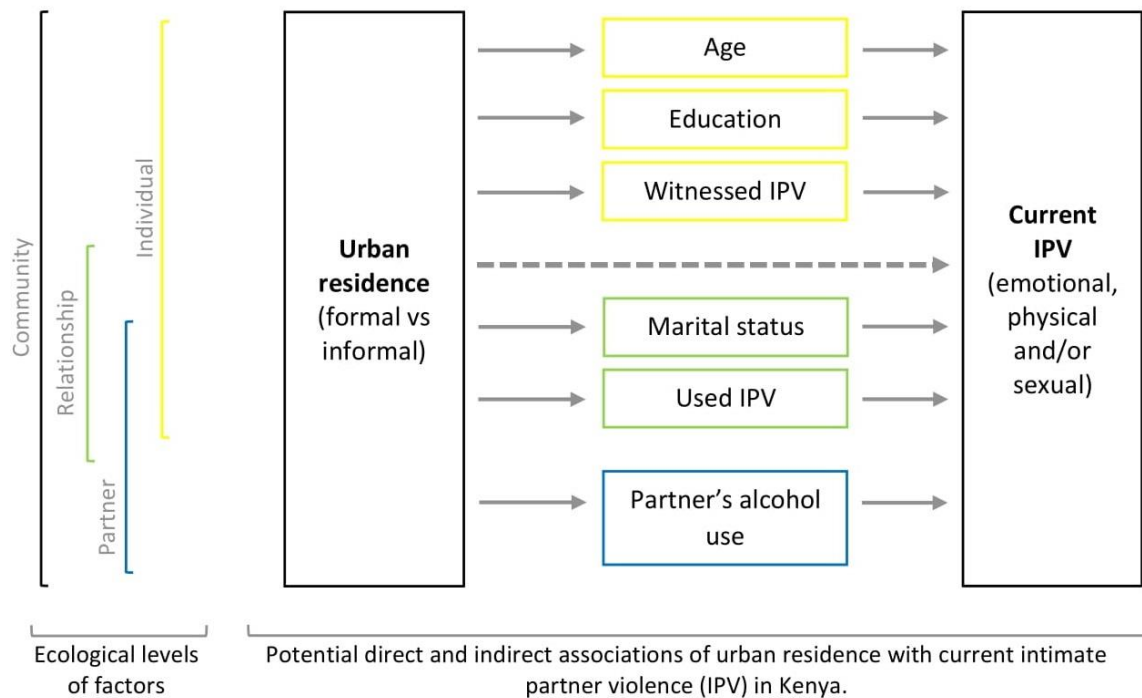 Community
Relationship
Partner
Individual
Urban
residence
(formal vs
informal)
Age
Education
Witnessed IPV
Marital status
Used IPV
Partner’s alcohol
use
Current
IPV
(emotional,
physical
and/or
sexual)
Ecological levels
of factors
Potential direct and indirect associations of urban residence with current intimate
partner violence (IPV) in Kenya.